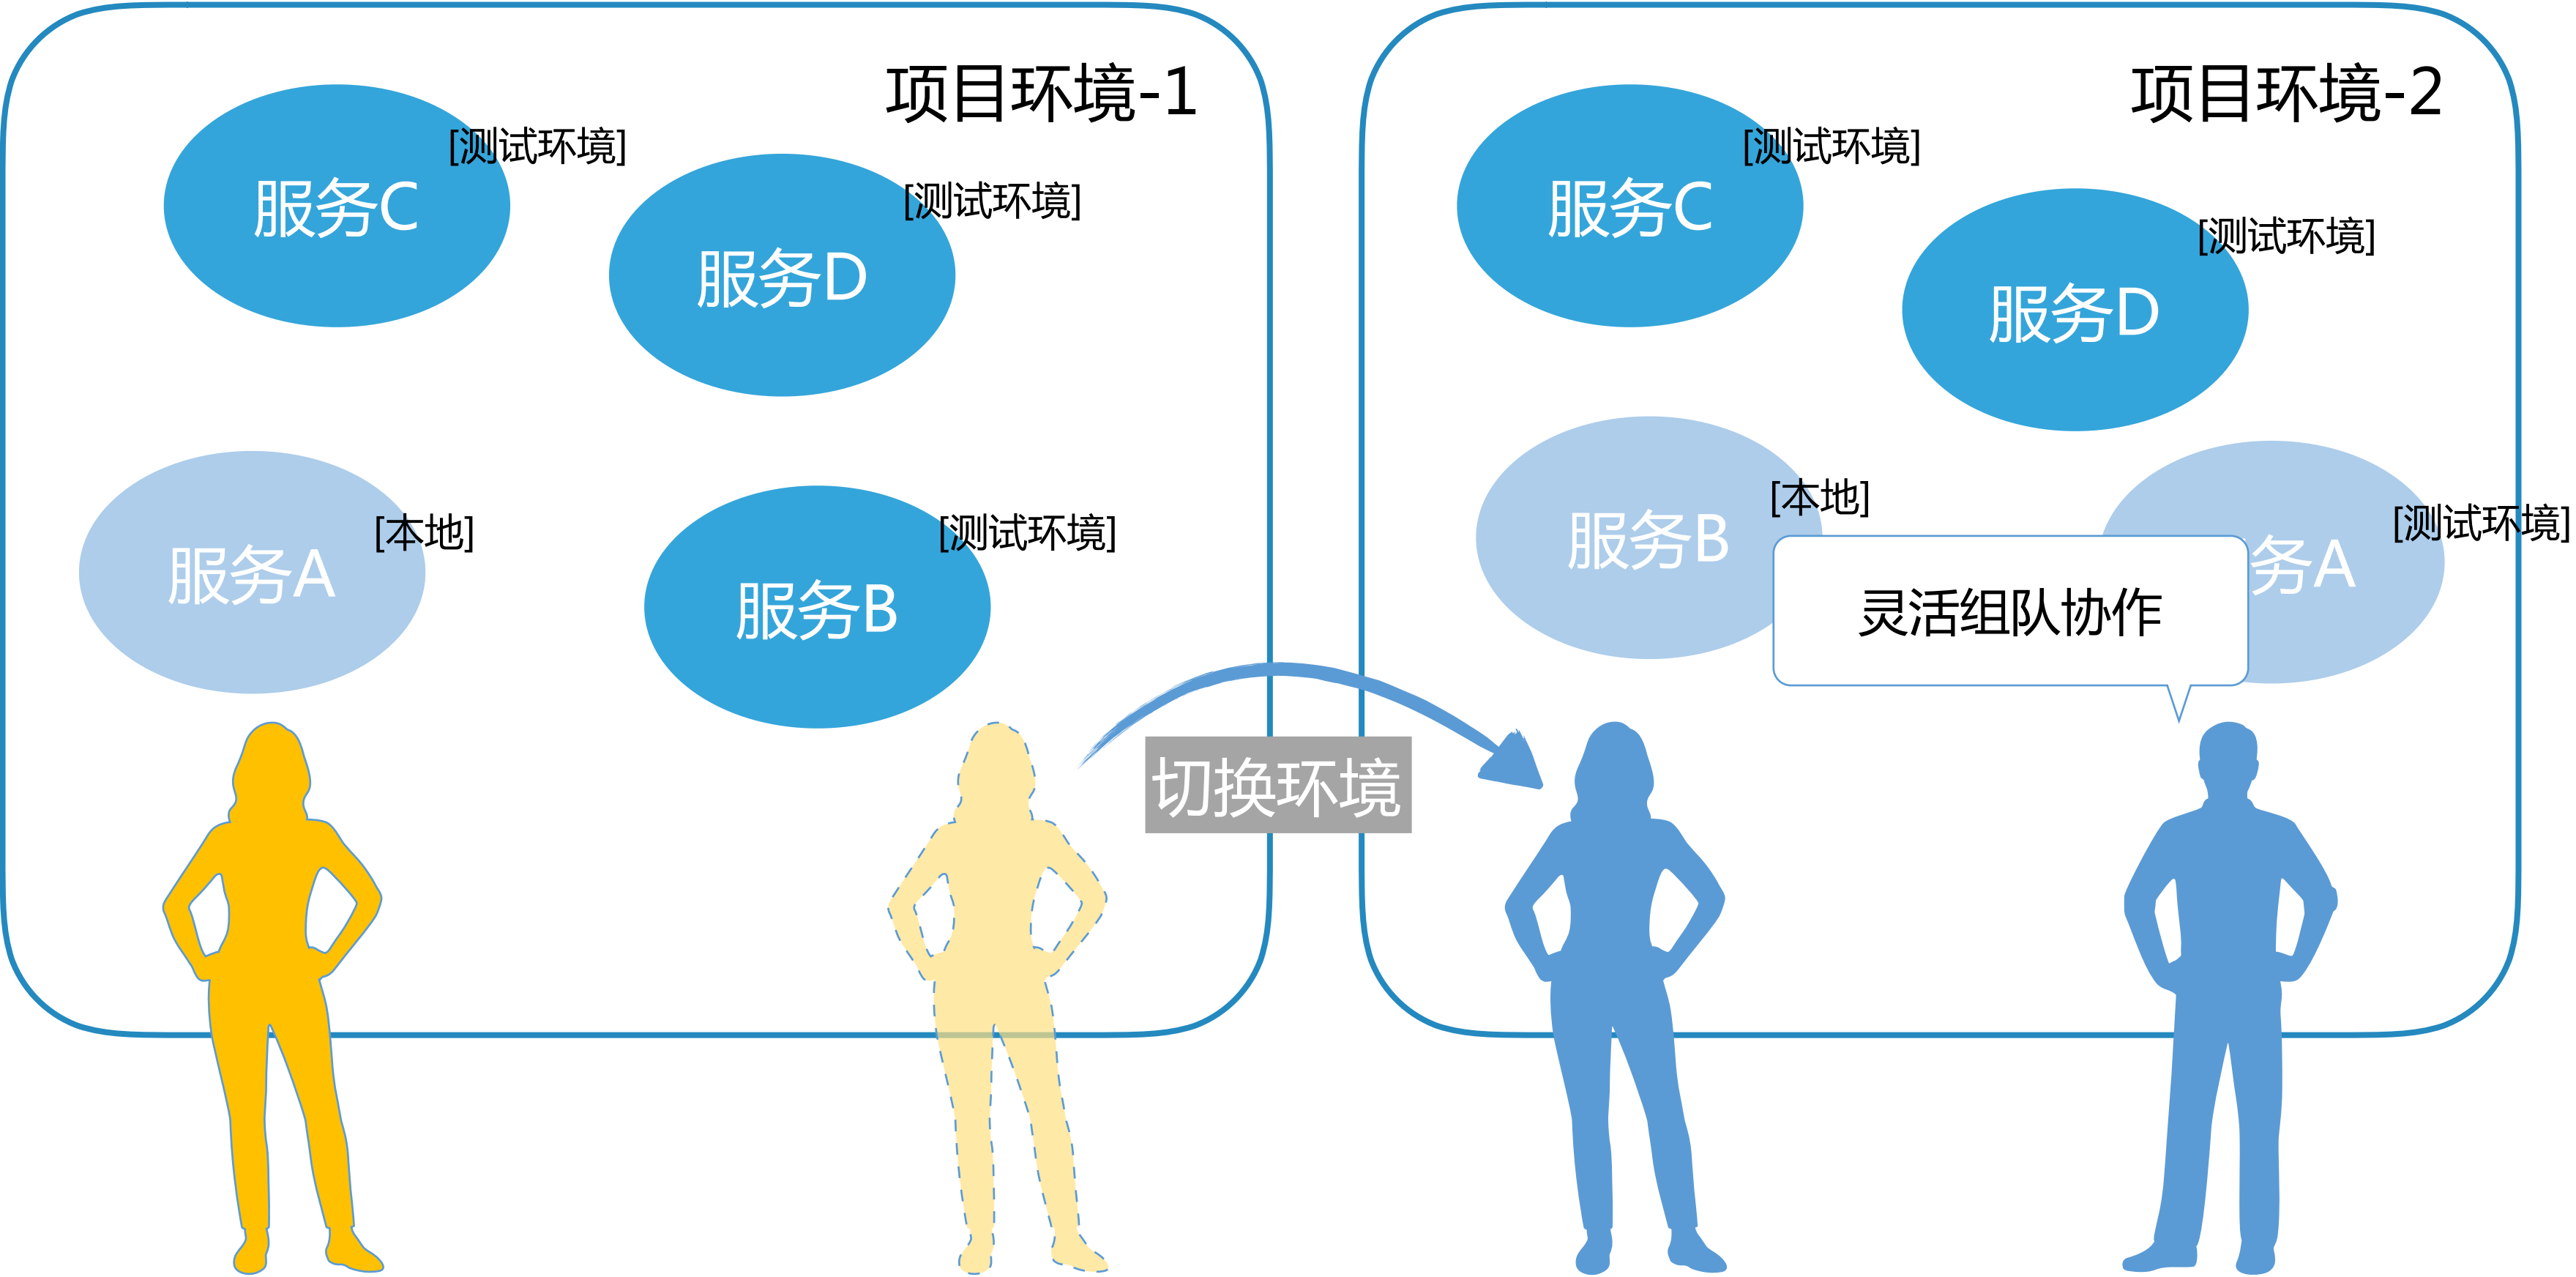 项目环境-1
服务C
[测试环境]
服务D
[测试环境]
服务A
[本地]
服务B
[测试环境]
切换环境
项目环境-2
服务C
[测试环境]
服务D
[测试环境]
服务B
[本地]
务A
[测试环境]
灵活组队协作